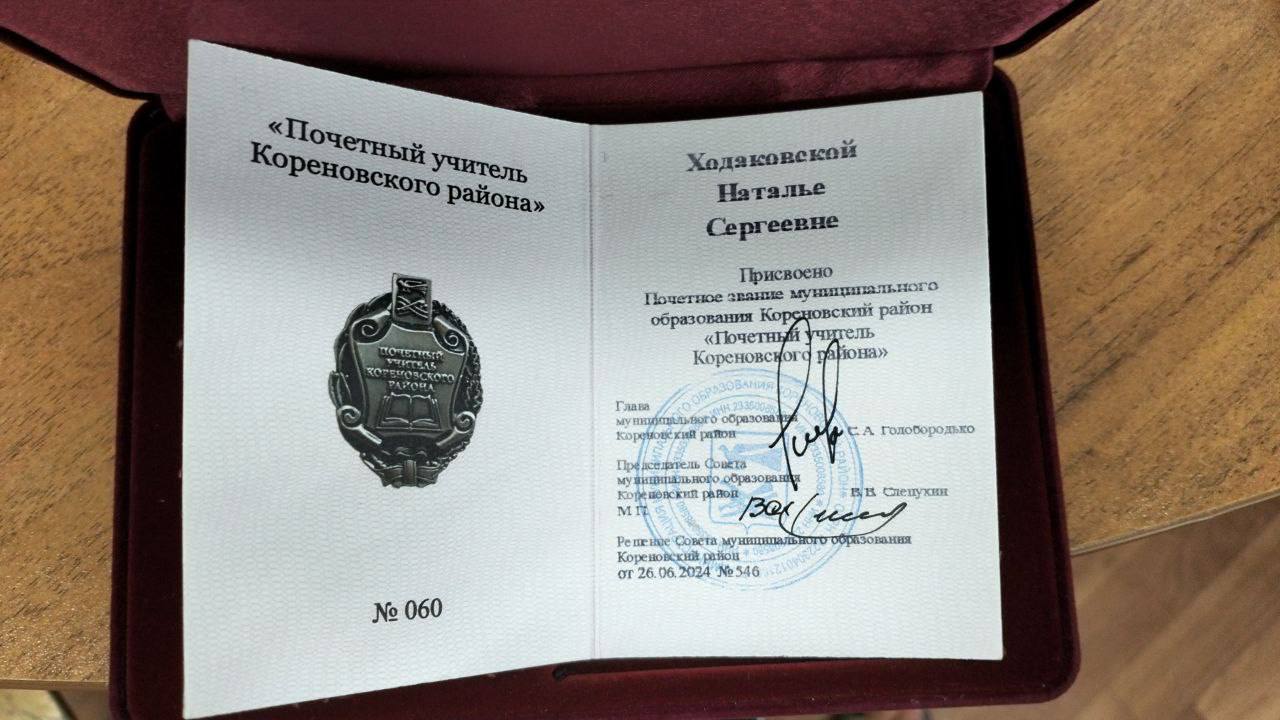 «Почетный учитель
Кореновского района»
ПОЧЕТНЫЙ
УЧИТЕЛЬ
КОРЕНОВСКОГО
РАЙОНА
№ 060
Ходаковской
Наталье
Сергеевне
Присвоено
Почетное звание муниципального
образования Кореновский район
«Почетный учитель
Кореновского района»
Глава
муниципального образования
Кореновский район
С.А. Голобородько
Председатель Совета
муниципального образования
Кореновский район
В.В. Слепухин
М.П.
Решение Совета муниципального образования
Кореновский район
от 26.06.2024 №546